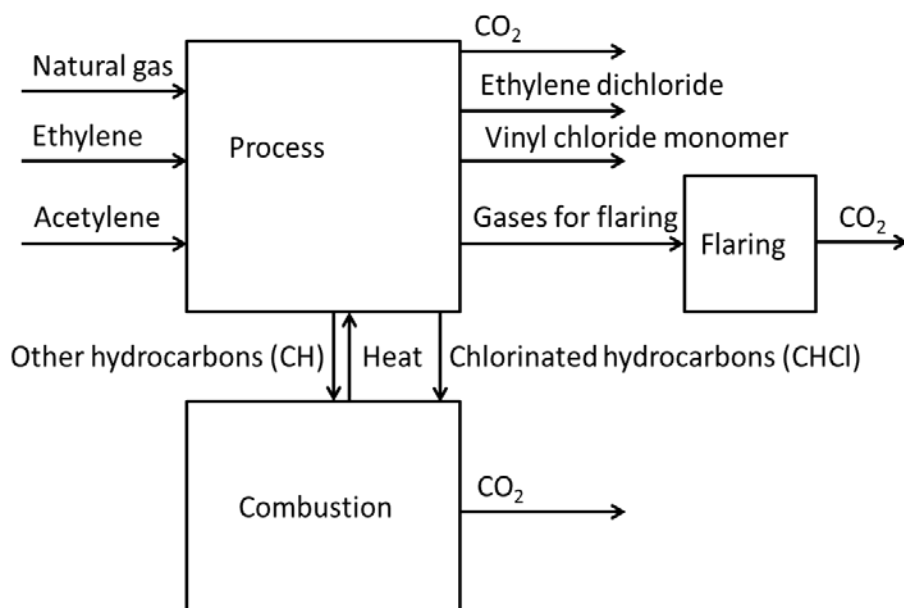 CO₂
Natural gas
Ethylene dichloride
Ethylene
Process
Vinyl chloride monomer
Acetylene
Gases for flaring
Flaring
CO₂
Other hydrocarbons (CH)
Heat
Chlorinated hydrocarbons (CHCl)
Combustion
CO₂